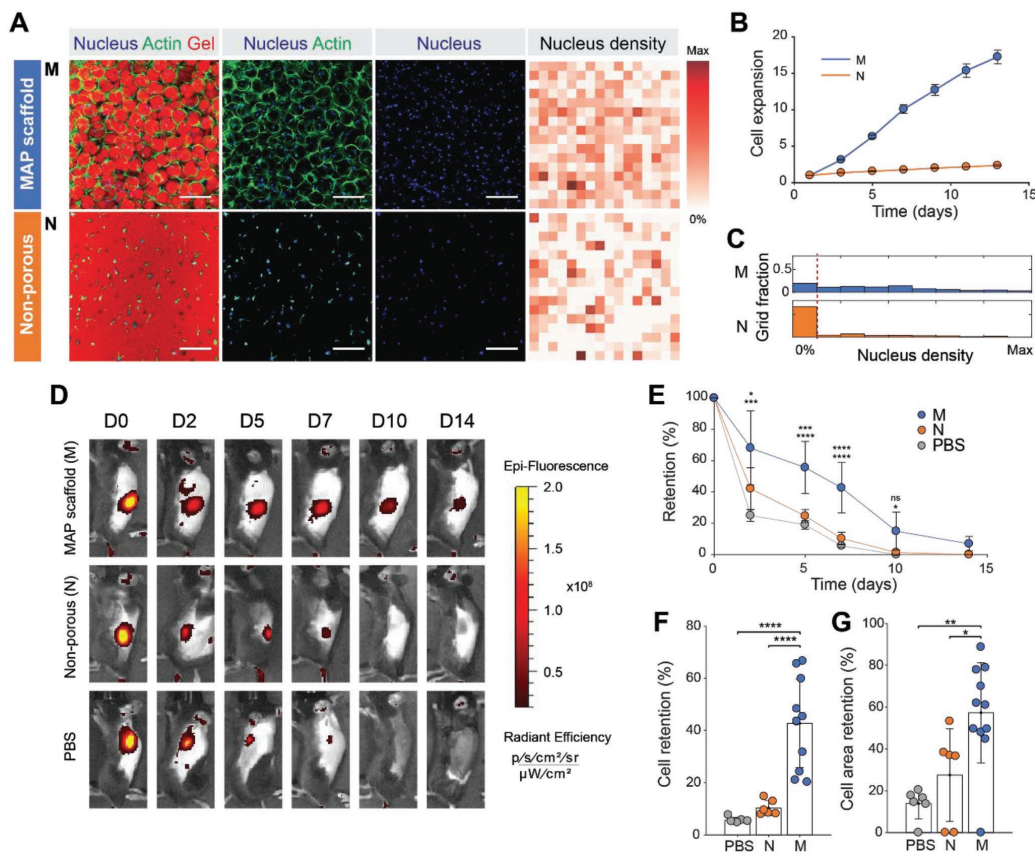 A
Nucleus Actin Gel
Nucleus Actin
Nucleus
Nucleus density
MAP scaffold
M
Non-porous
N
Max
0%
B
Cell expansion
20
15
10
5
0
M
N
0 5 10 15
Time (days)
C
Grid fraction
M
0.5
0
N
0% Max
Nucleus density
D
D0 D2 D5 D7 D10 D14
MAP scaffold (M)
Non-porous (N)
PBS
Epi-Fluorescence
2.0
1.5
x10⁸
1.0
0.5
Radiant Efficiency
p/s/cm²/sr
μW/cm²
E
Retention (%)
100
80
60
40
20
0
*
***
***
****
****
****
ns
*
M
N
PBS
0 5 10 15
Time (days)
F
Cell retention (%)
80
60
40
20
0
****
****
PBS N M
G
Cell area retention (%)
100
80
60
40
20
0
**
*
PBS N M